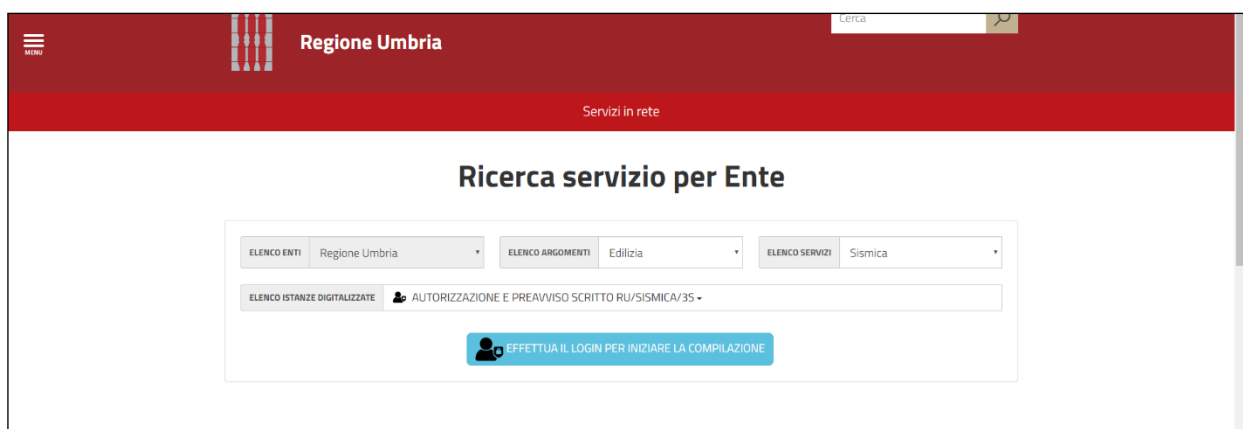 Cerca
MENU
Regione Umbria
Servizi in rete
Ricerca servizio per Ente
ELENCO ENTI Regione Umbria ELENCO ARGOMENTI Edilizia ELENCO SERVIZI Sismica
ELENCO ISTANZE DIGITALIZZATE AUTORIZZAZIONE E PREAVVISO SCRITTO RU/SISMICA/3S
EFFETTUA IL LOGIN PER INIZIARE LA COMPILAZIONE